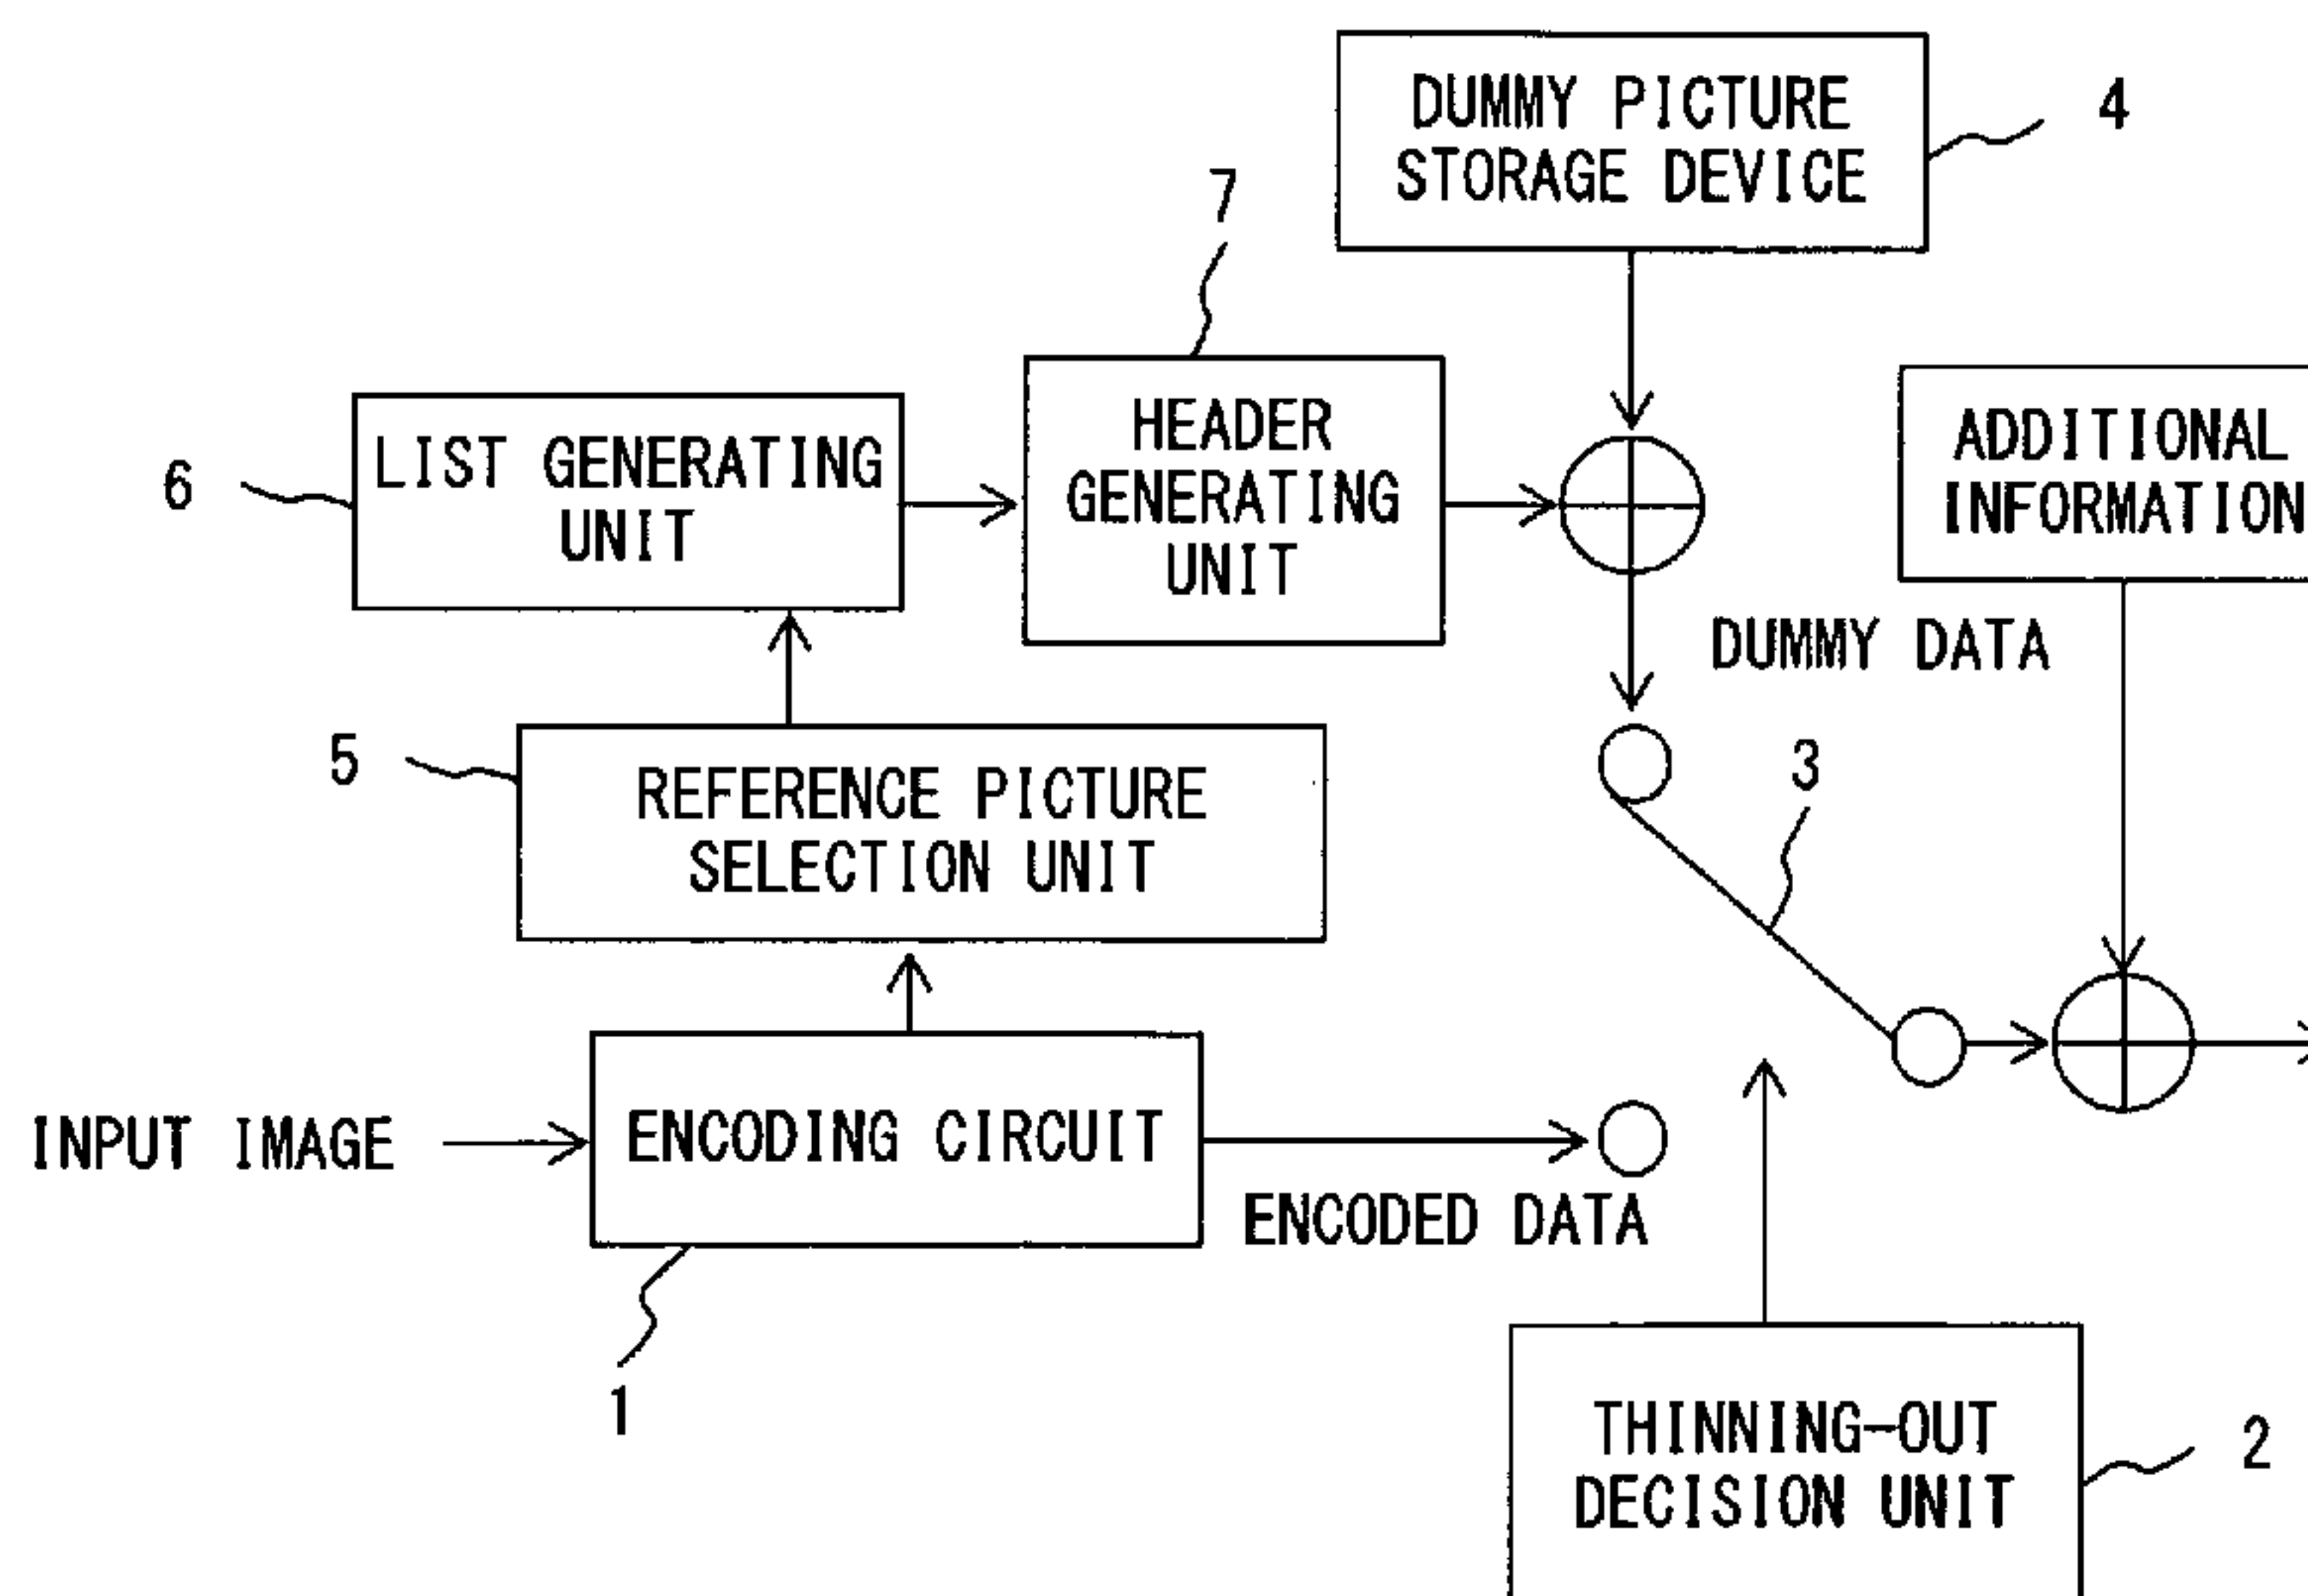 DUMMY PICTURE
STORAGE DEVICE
4
7
HEADER
GENERATING
UNIT
LIST GENERATING
UNIT
6
ADDITIONAL
INFORMATION
DUMMY DATA
5
REFERENCE PICTURE
SELECTION UNIT
3
INPUT IMAGE
ENCODING CIRCUIT
ENCODED DATA
1
THINNING-OUT
DECISION UNIT
2